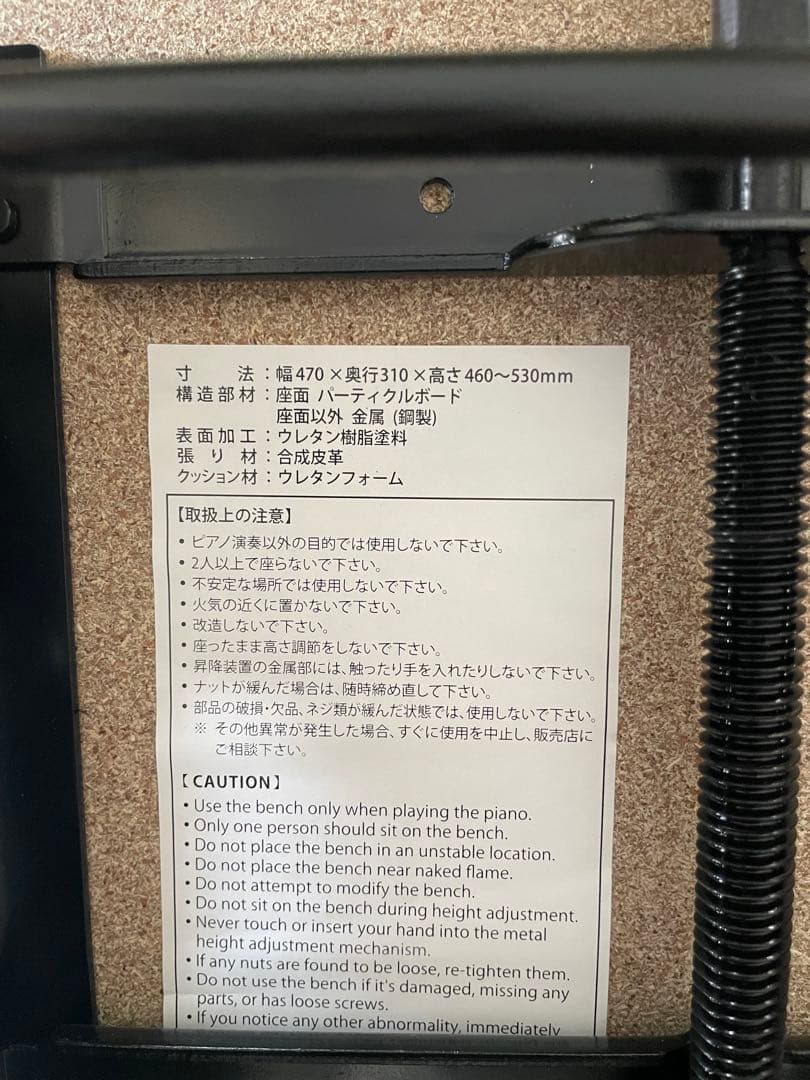 寸　　法：幅470×奥行310×高さ460～530mm
構造部材：座面 パーティクルボード
座面以外 金属 (鋼製)
表面加工：ウレタン樹脂塗料
張り材：合成皮革
クッション材：ウレタンフォーム
【取扱上の注意】
・ピアノ演奏以外の目的では使用しないで下さい。
・2人以上で座らないで下さい。
・不安定な場所では使用しないで下さい。
・火気の近くに置かないで下さい。
・改造しないで下さい。
・座ったまま高さ調節をしないで下さい。
・昇降装置の金属部には、触ったり手を入れたりしないで下さい。
・ナットが緩んだ場合は、随時締め直して下さい。
・部品の破損・欠品、ネジ類が緩んだ状態では、使用しないで下さい。
※ その他異常が発生した場合、すぐに使用を中止し、販売店に
ご相談下さい。
【CAUTION】
• Use the bench only when playing the piano.
• Only one person should sit on the bench.
• Do not place the bench in an unstable location.
• Do not place the bench near naked flame.
• Do not attempt to modify the bench.
• Do not sit on the bench during height adjustment.
• Never touch or insert your hand into the metal
height adjustment mechanism.
• If any nuts are found to be loose, re-tighten them.
• Do not use the bench if it's damaged, missing any
parts, or has loose screws.
• If you notice any other abnormality, immediately